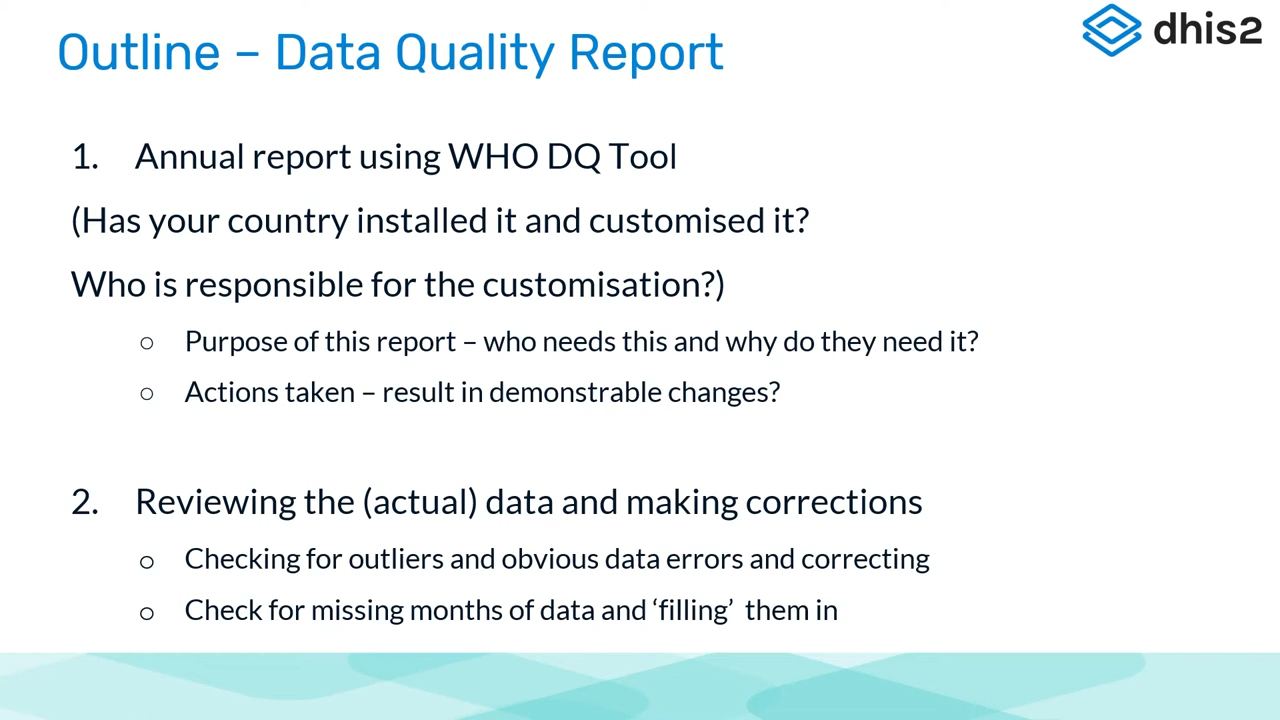 Outline – Data Quality Report
dhis2
1. Annual report using WHO DQ Tool
(Has your country installed it and customised it?
Who is responsible for the customisation?)
○ Purpose of this report – who needs this and why do they need it?
○ Actions taken – result in demonstrable changes?
2. Reviewing the (actual) data and making corrections
o Checking for outliers and obvious data errors and correcting
o Check for missing months of data and ‘filling’ them in